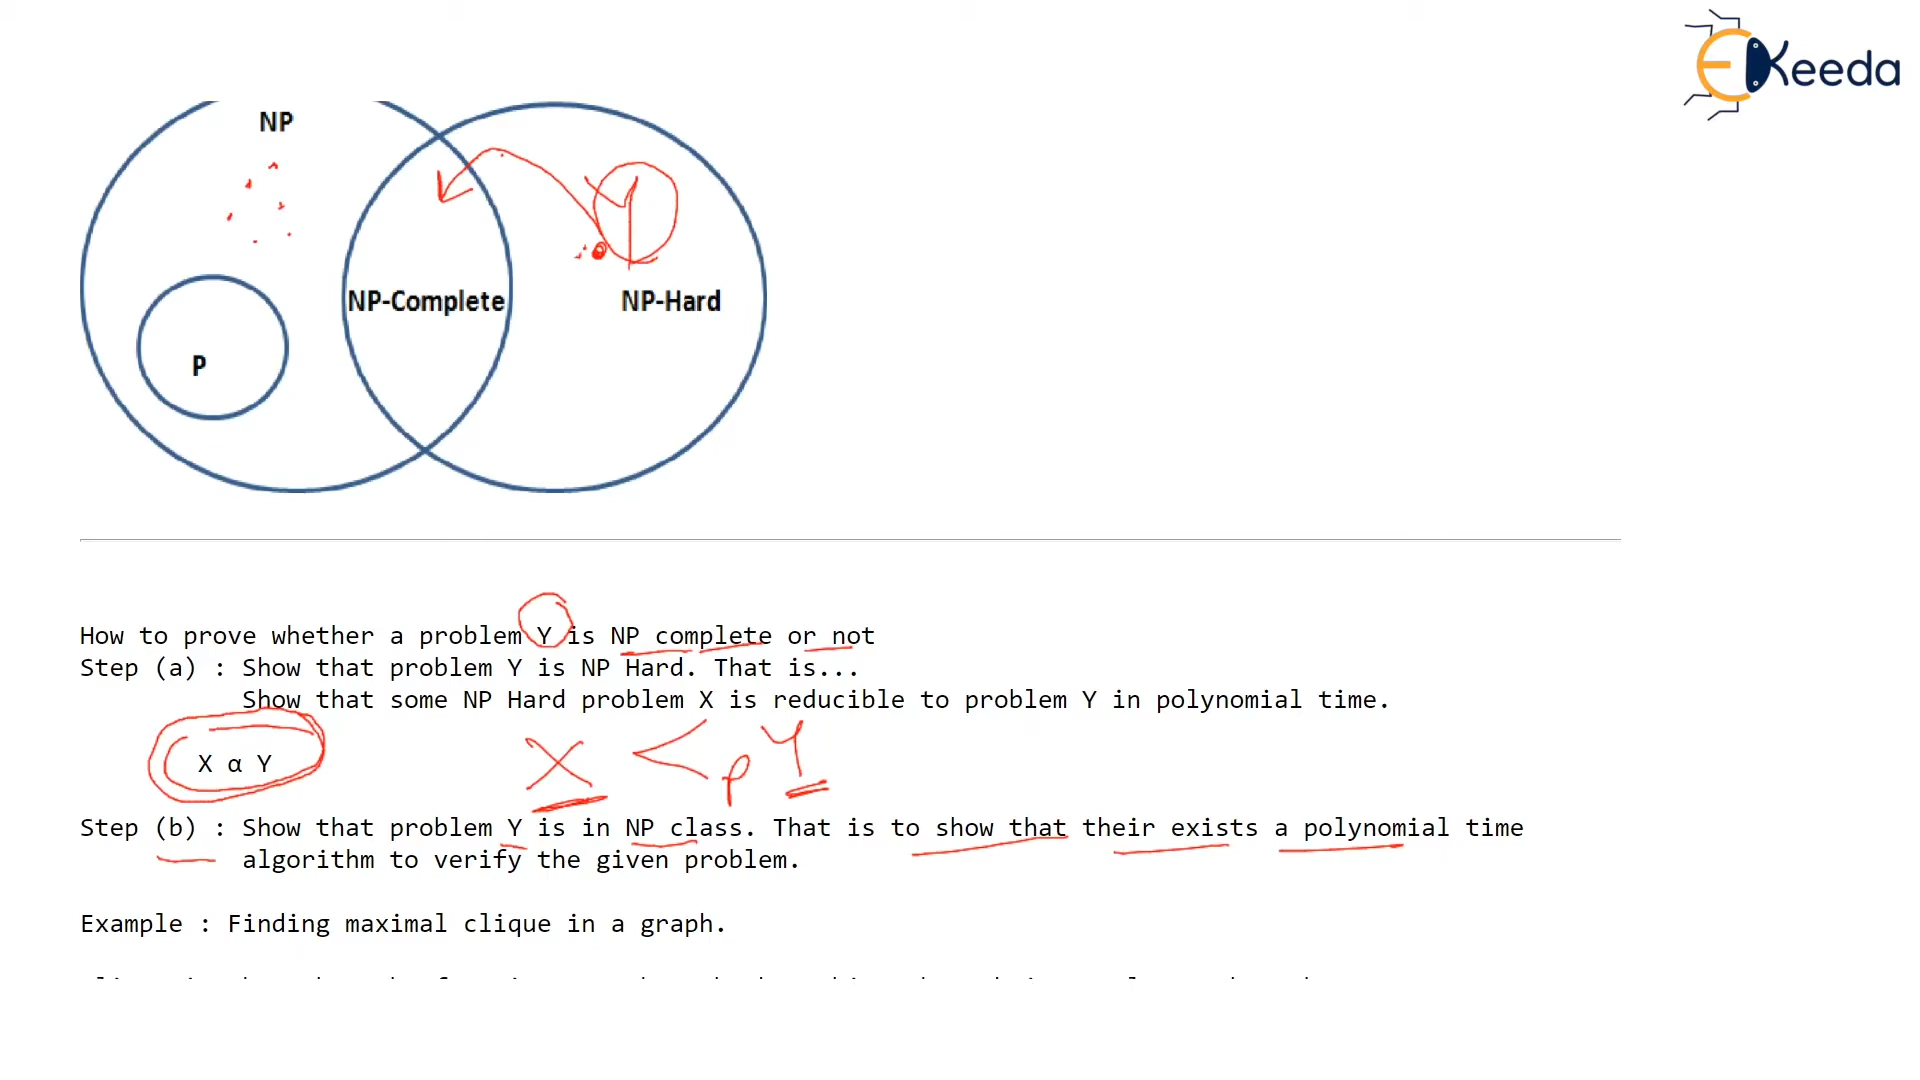 EKeeda
NP
Y
NP-Complete
NP-Hard
P
How to prove whether a problem Y is NP complete or not
Step (a) : Show that problem Y is NP Hard. That is...
Show that some NP Hard problem X is reducible to problem Y in polynomial time.
X α Y
X < p Y
Step (b) : Show that problem Y is in NP class. That is to show that their exists a polynomial time
algorithm to verify the given problem.
Example : Finding maximal clique in a graph.